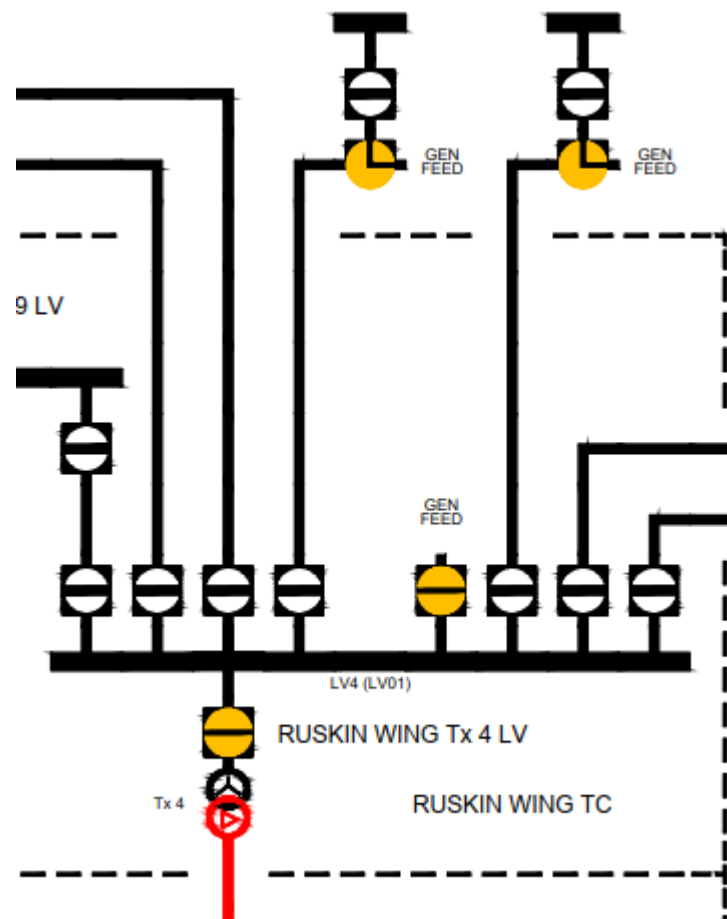 GEN
FEED
GEN
FEED
9 LV
GEN
FEED
LV4 (LV01)
RUSKIN WING Tx 4 LV
Tx 4
RUSKIN WING TC